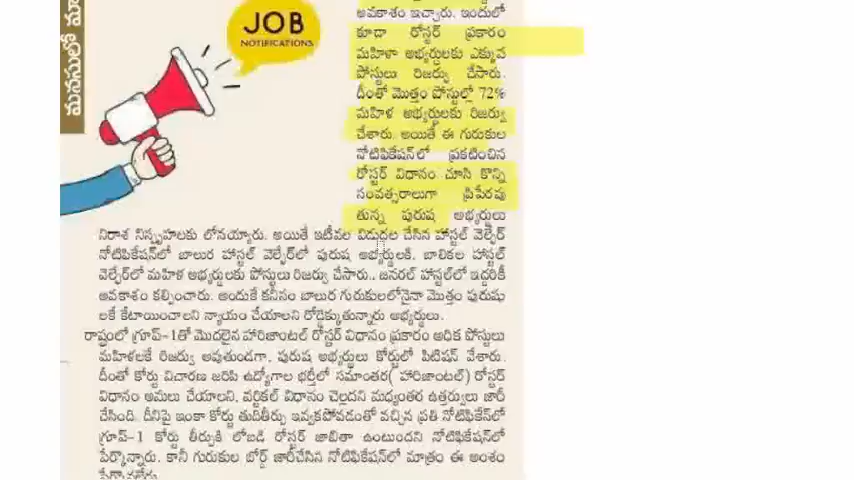 మనసులో మా
JOB
NOTIFICATIONS
అవకాశం ఇచ్చారు. ఇందులో
కూడా రోస్టర్ ప్రకారం
మహిళా అభ్యర్థులకు ఎక్కువ
పోస్టులు రిజర్వు చేసారు.
దీంతో మొత్తం పోస్టుల్లో 72%
మహిళ అభ్యర్థులకు రిజర్వు
చేశారు. అయితే ఈ గురుకుల
నోటిఫికేషన్‌లో ప్రకటించిన
రోస్టర్ విధానం చూసి కొన్ని
సంవత్సరాలుగా ప్రిపేరవు
తున్న పురుష అభ్యర్థులు
నిరాశ నిస్పృహలకు లోనయ్యారు. అయితే ఇటీవల విడుదల చేసిన హాస్టల్ వెల్ఫేర్
నోటిపికేషన్‌లో బాలుర హాస్టల్ వెల్ఫేర్‌లో పురుష అభ్యర్థులకి. బాలికల హాస్టల్
వెల్ఫేర్‌లో మహిళ అభ్యర్థులకు పోస్టులు రిజర్వు చేసారు.. జనరల్ హాస్టల్‌లో ఇద్దరికీ
అవకాశం కల్పించారు. అందుకే కనీసం బాలుర గురుకులలోనైనా మొత్తం పురుషు
లకే కేటాయించాలని న్యాయం చేయాలని రోడ్డెక్కుతున్నారు అభ్యర్థులు.
రాష్ట్రంలో గ్రూప్-1తో మొదలైన హారిజాంటల్ రోస్టర్ విధానం ప్రకారం అధిక పోస్టులు
మహిళలకే రిజర్వు అవుతుండగా, పురుష అభ్యర్థులు కోర్టులో పిటిషన్ వేశారు.
దీంతో కోర్టు విచారణ జరిపి ఉద్యోగాల భర్తీలో సమాంతర( హారిజాంటల్) రోస్టర్
విధానం అమలు చేయాలని, వర్టికల్ విధానం చెల్లదని మధ్యంతర ఉత్తర్వులు జారీ
చేసింది. దీనిపై ఇంకా కోర్టు తుదితీర్పు ఇవ్వకపోవడంతో వచ్చిన ప్రతి నోటిఫికేషన్‌లో
గ్రూప్-1 కోర్టు తీర్పుకి లోబడి రోస్టర్ జాబితా ఉంటుందని నోటిఫికేషన్‌లో
పేర్కొన్నారు. కానీ గురుకుల బోర్డ్ జారీచేసిన నోటిఫికేషన్‌లో మాత్రం ఈ అంశం